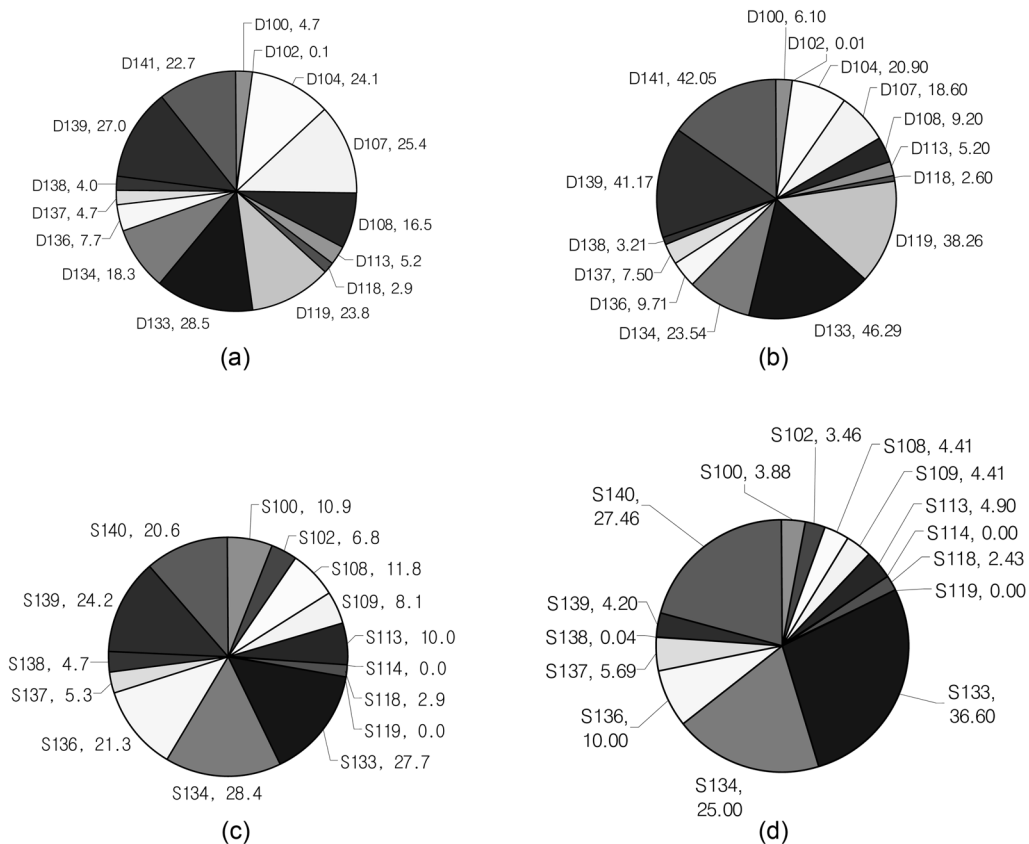 D100, 4.7
D102, 0.1
D104, 24.1
D107, 25.4
D108, 16.5
D113, 5.2
D118, 2.9
D119, 23.8
D133, 28.5
D134, 18.3
D136, 7.7
D137, 4.7
D138, 4.0
D139, 27.0
D141, 22.7
(a)
D100, 6.10
D102, 0.01
D104, 20.90
D107, 18.60
D108, 9.20
D113, 5.20
D118, 2.60
D119, 38.26
D133, 46.29
D134, 23.54
D136, 9.71
D137, 7.50
D138, 3.21
D139, 41.17
D141, 42.05
(b)
S100, 10.9
S102, 6.8
S108, 11.8
S109, 8.1
S113, 10.0
S114, 0.0
S118, 2.9
S119, 0.0
S133, 27.7
S134, 28.4
S136, 21.3
S137, 5.3
S138, 4.7
S139, 24.2
S140, 20.6
(c)
S100, 3.88
S102, 3.46
S108, 4.41
S109, 4.41
S113, 4.90
S114, 0.00
S118, 2.43
S119, 0.00
S133,
36.60
S134,
25.00
S136,
10.00
S137, 5.69
S138, 0.04
S139, 4.20
S140,
27.46
(d)